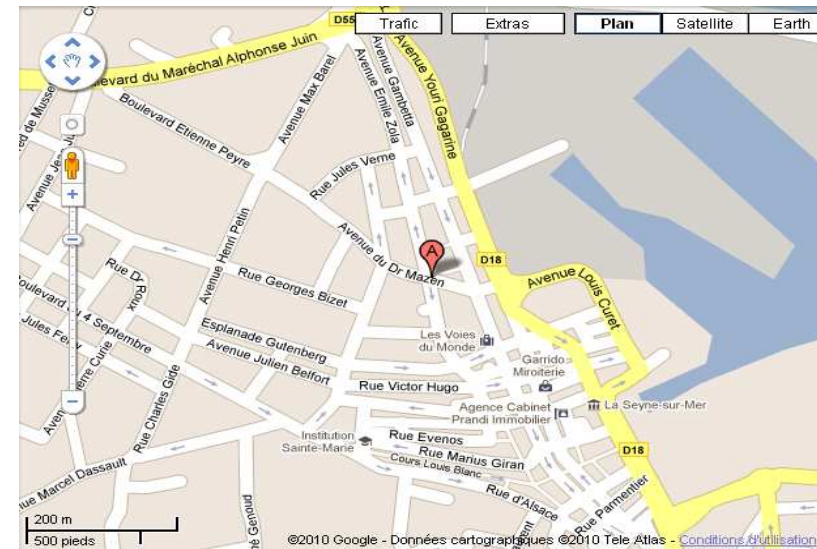 D55
Trafic
Extras
Plan
Satellite
Earth
Boulevard du Maréchal Alphonse Juin
Avenue Max Barel
Avenue Emile Zola
Avenue Gambetta
Avenue Youri Gagarine
Boulevard Etienne Peyre
Rue Jules Verne
Avenue Henri Petin
Avenue du Dr Mazen
A
D18
Avenue Louis Curet
Rue Dr Roux
Rue Georges Bizet
Boulevard du 4 Septembre
Jules Ferry
Esplanade Gutenberg
Avenue Julien Belfort
Les Voies
du Monde
Garrido
Miroiterie
Rue Charles Gide
Rue Victor Hugo
Agence Cabinet
Prandi Immobilier
La Seyne-sur-Mer
Institution
Sainte-Marie
Rue Evenos
Rue Marius Giran
Cours Louis Blanc
D18
Marcel Dassault
Rue d'Alsace
Rue Parmentier
200 m
500 pieds
©2010 Google - Données cartographiques ©2010 Tele Atlas - Conditions d'utilisation